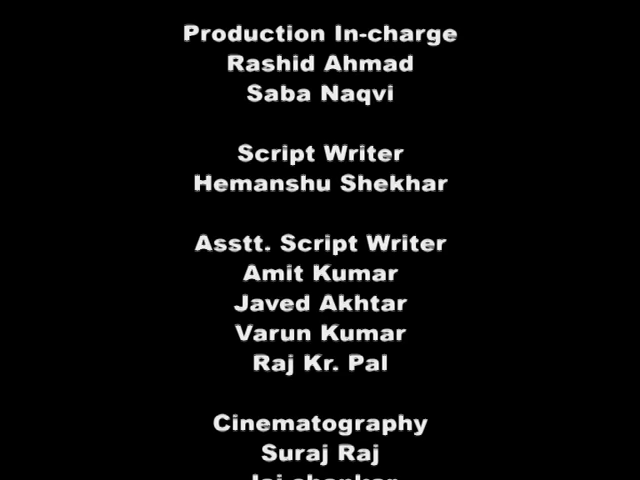 Production In-charge
Rashid Ahmad
Saba Naqvi
Script Writer
Hemanshu Shekhar
Asstt. Script Writer
Amit Kumar
Javed Akhtar
Varun Kumar
Raj Kr. Pal
Cinematography
Suraj Raj